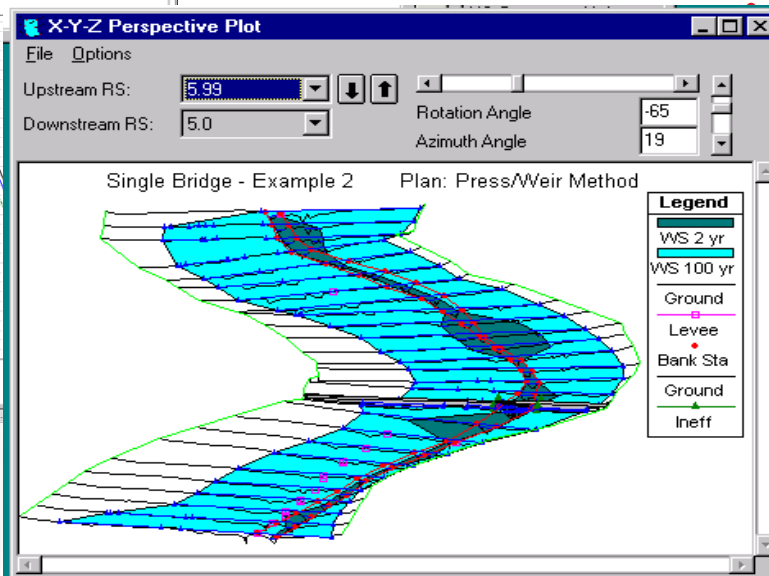 X-Y-Z Perspective Plot
File Options
Upstream RS: 5.99
Downstream RS: 5.0
Rotation Angle -65
Azimuth Angle 19
Single Bridge - Example 2 Plan: Press/Weir Method
Legend
WS 2 yr
WS 100 yr
Ground
Levee
Bank Sta
Ground
Ineff